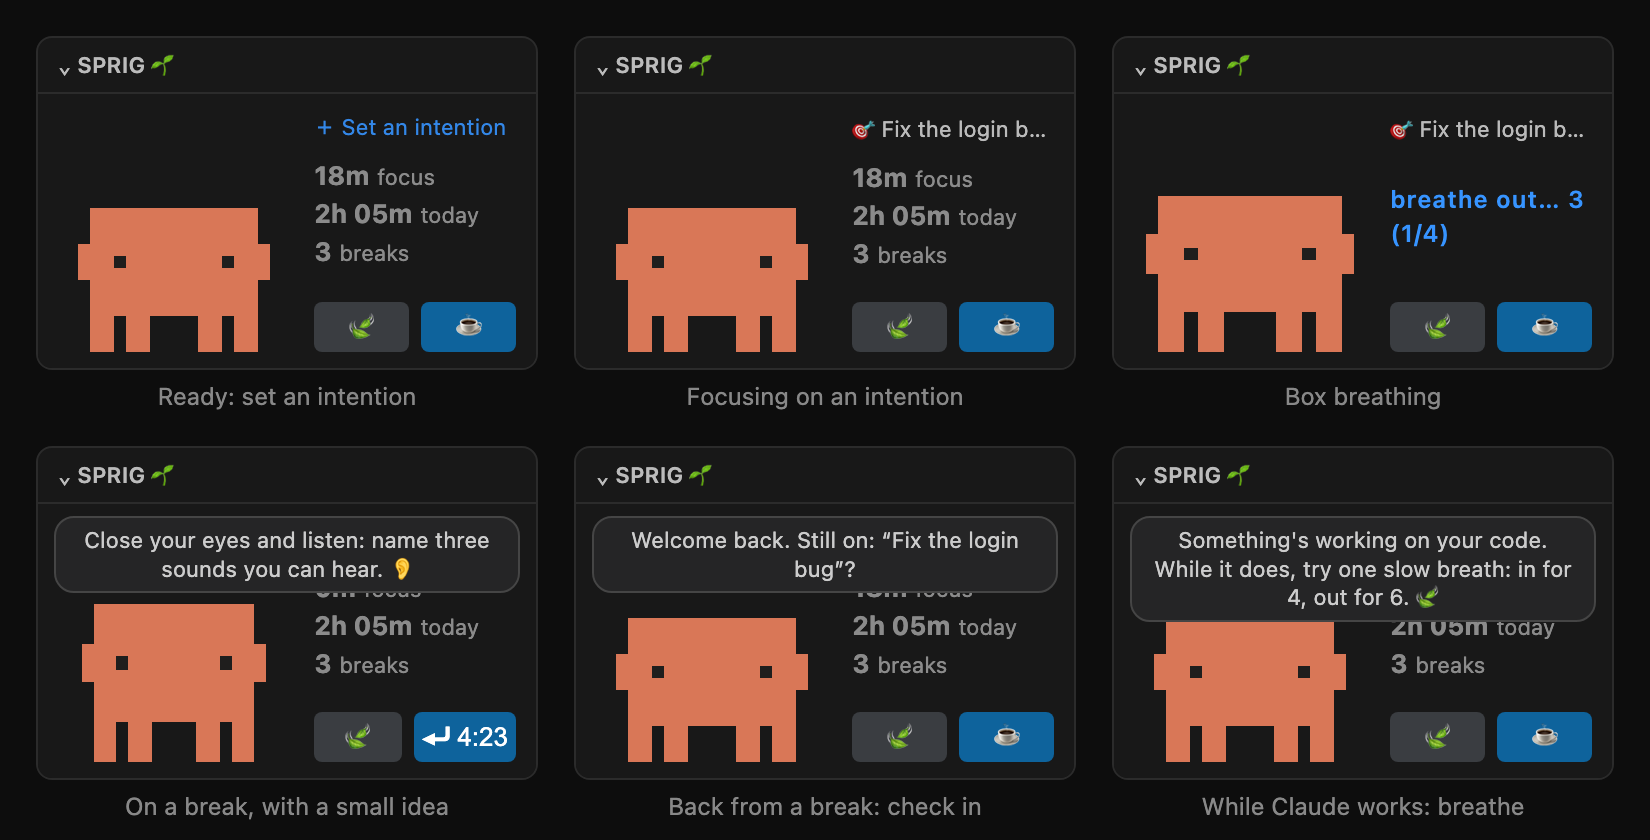 SPRIG
+ Set an intention
18m focus
2h 05m today
3 breaks
Ready: set an intention
SPRIG
Fix the login b...
18m focus
2h 05m today
3 breaks
Focusing on an intention
SPRIG
Fix the login b...
breathe out... 3
(1/4)
Box breathing
SPRIG
Close your eyes and listen: name three
sounds you can hear.
2h 05m today
3 breaks
4:23
On a break, with a small idea
SPRIG
Welcome back. Still on: “Fix the login
bug”?
2h 05m today
3 breaks
Back from a break: check in
SPRIG
Something's working on your code.
While it does, try one slow breath: in for
4, out for 6.
2h 05m today
3 breaks
While Claude works: breathe